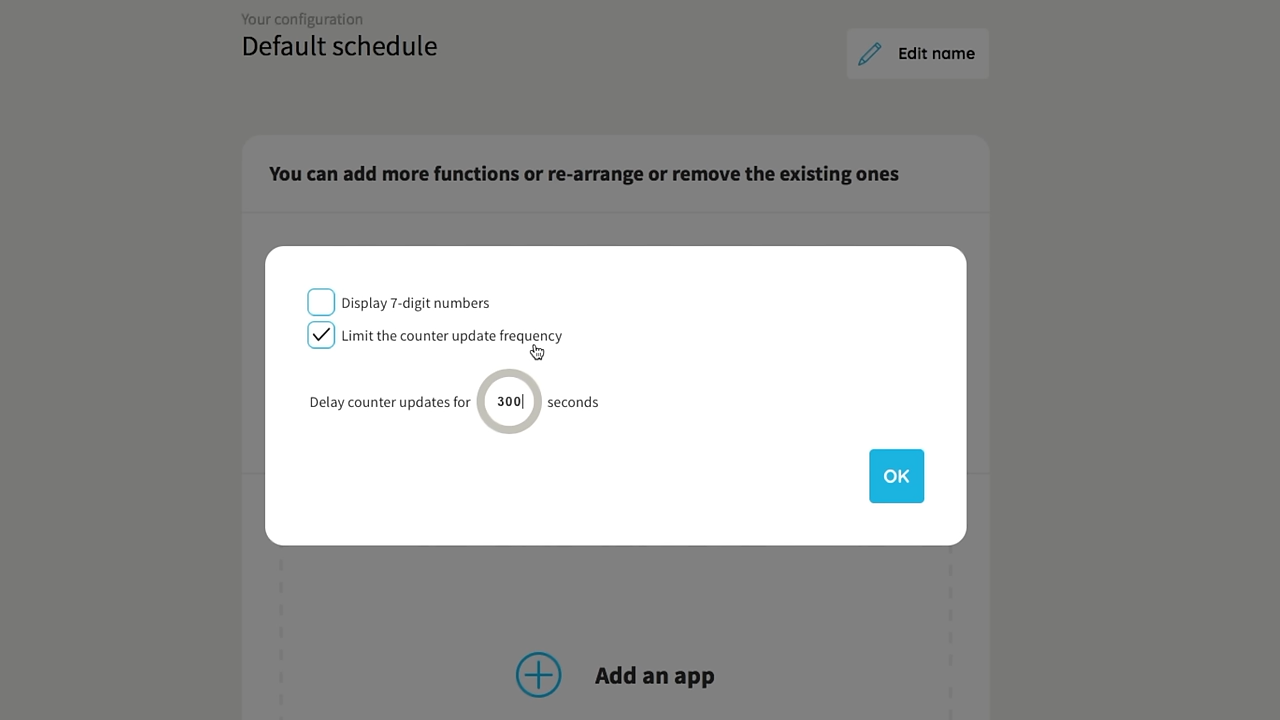 Your configuration
Default schedule
Edit name
You can add more functions or re-arrange or remove the existing ones
Display 7-digit numbers
Limit the counter update frequency
Delay counter updates for 300 seconds
OK
Add an app